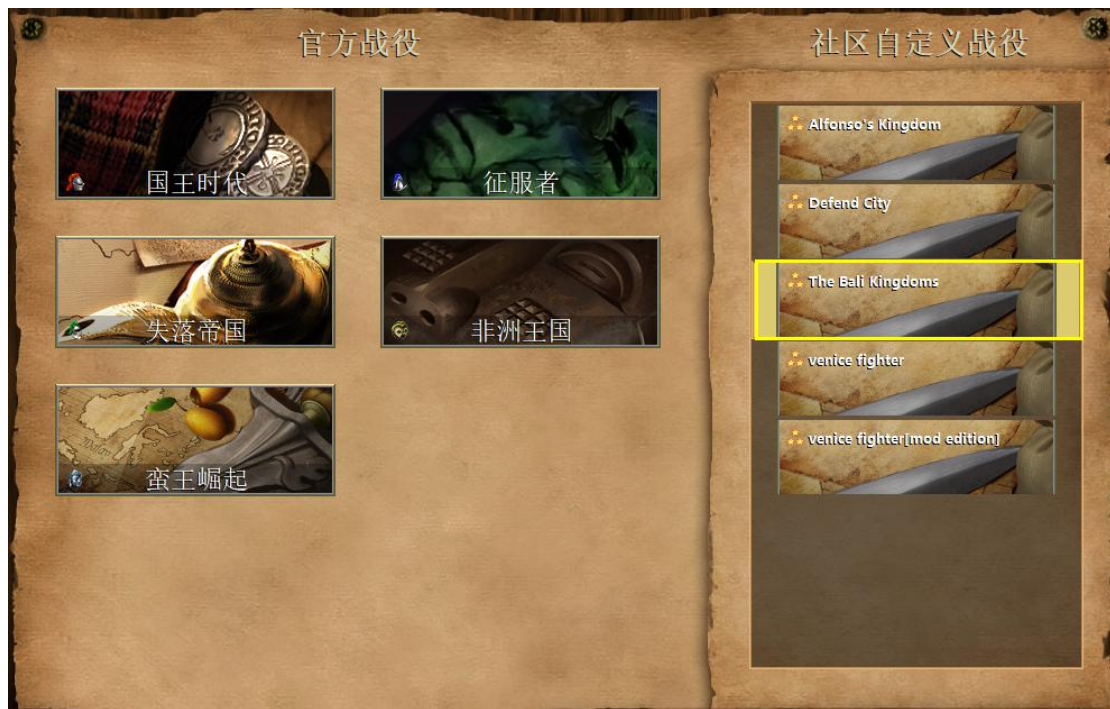 官方战役
国王时代
征服者
失落帝国
非洲王国
蛮王崛起
社区自定义战役
Alfonso's Kingdom
Defend City
The Bali Kingdoms
venice fighter
venice fighter[mod edition]